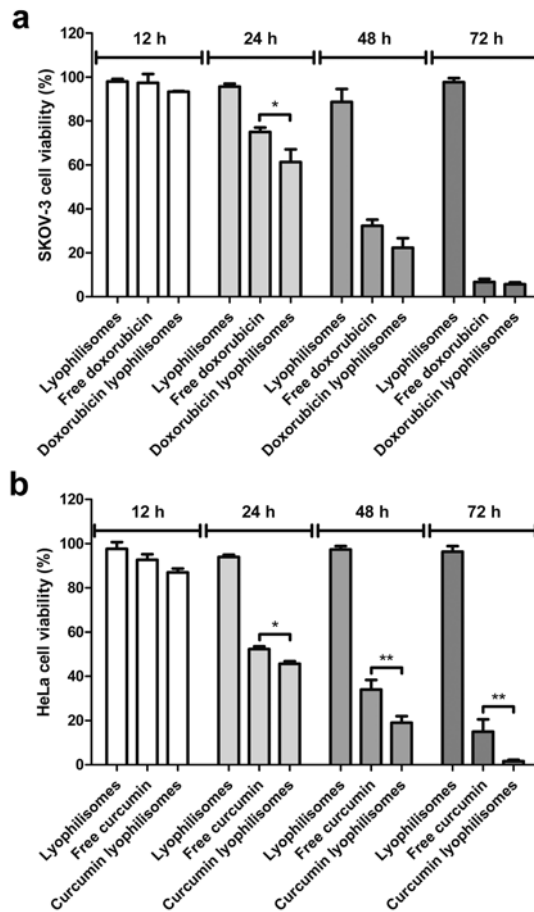 a
12 h 24 h 48 h 72 h
SKOV-3 cell viability (%)
120
100
80
60
40
20
0
*
Lyophilisomes
Free doxorubicin
Doxorubicin lyophilisomes
Lyophilisomes
Free doxorubicin
Doxorubicin lyophilisomes
Lyophilisomes
Free doxorubicin
Doxorubicin lyophilisomes
Lyophilisomes
Free doxorubicin
Doxorubicin lyophilisomes
b
12 h 24 h 48 h 72 h
HeLa cell viability (%)
120
100
80
60
40
20
0
*
**
**
Lyophilisomes
Free curcumin
Curcumin lyophilisomes
Lyophilisomes
Free curcumin
Curcumin lyophilisomes
Lyophilisomes
Free curcumin
Curcumin lyophilisomes
Lyophilisomes
Free curcumin
Curcumin lyophilisomes